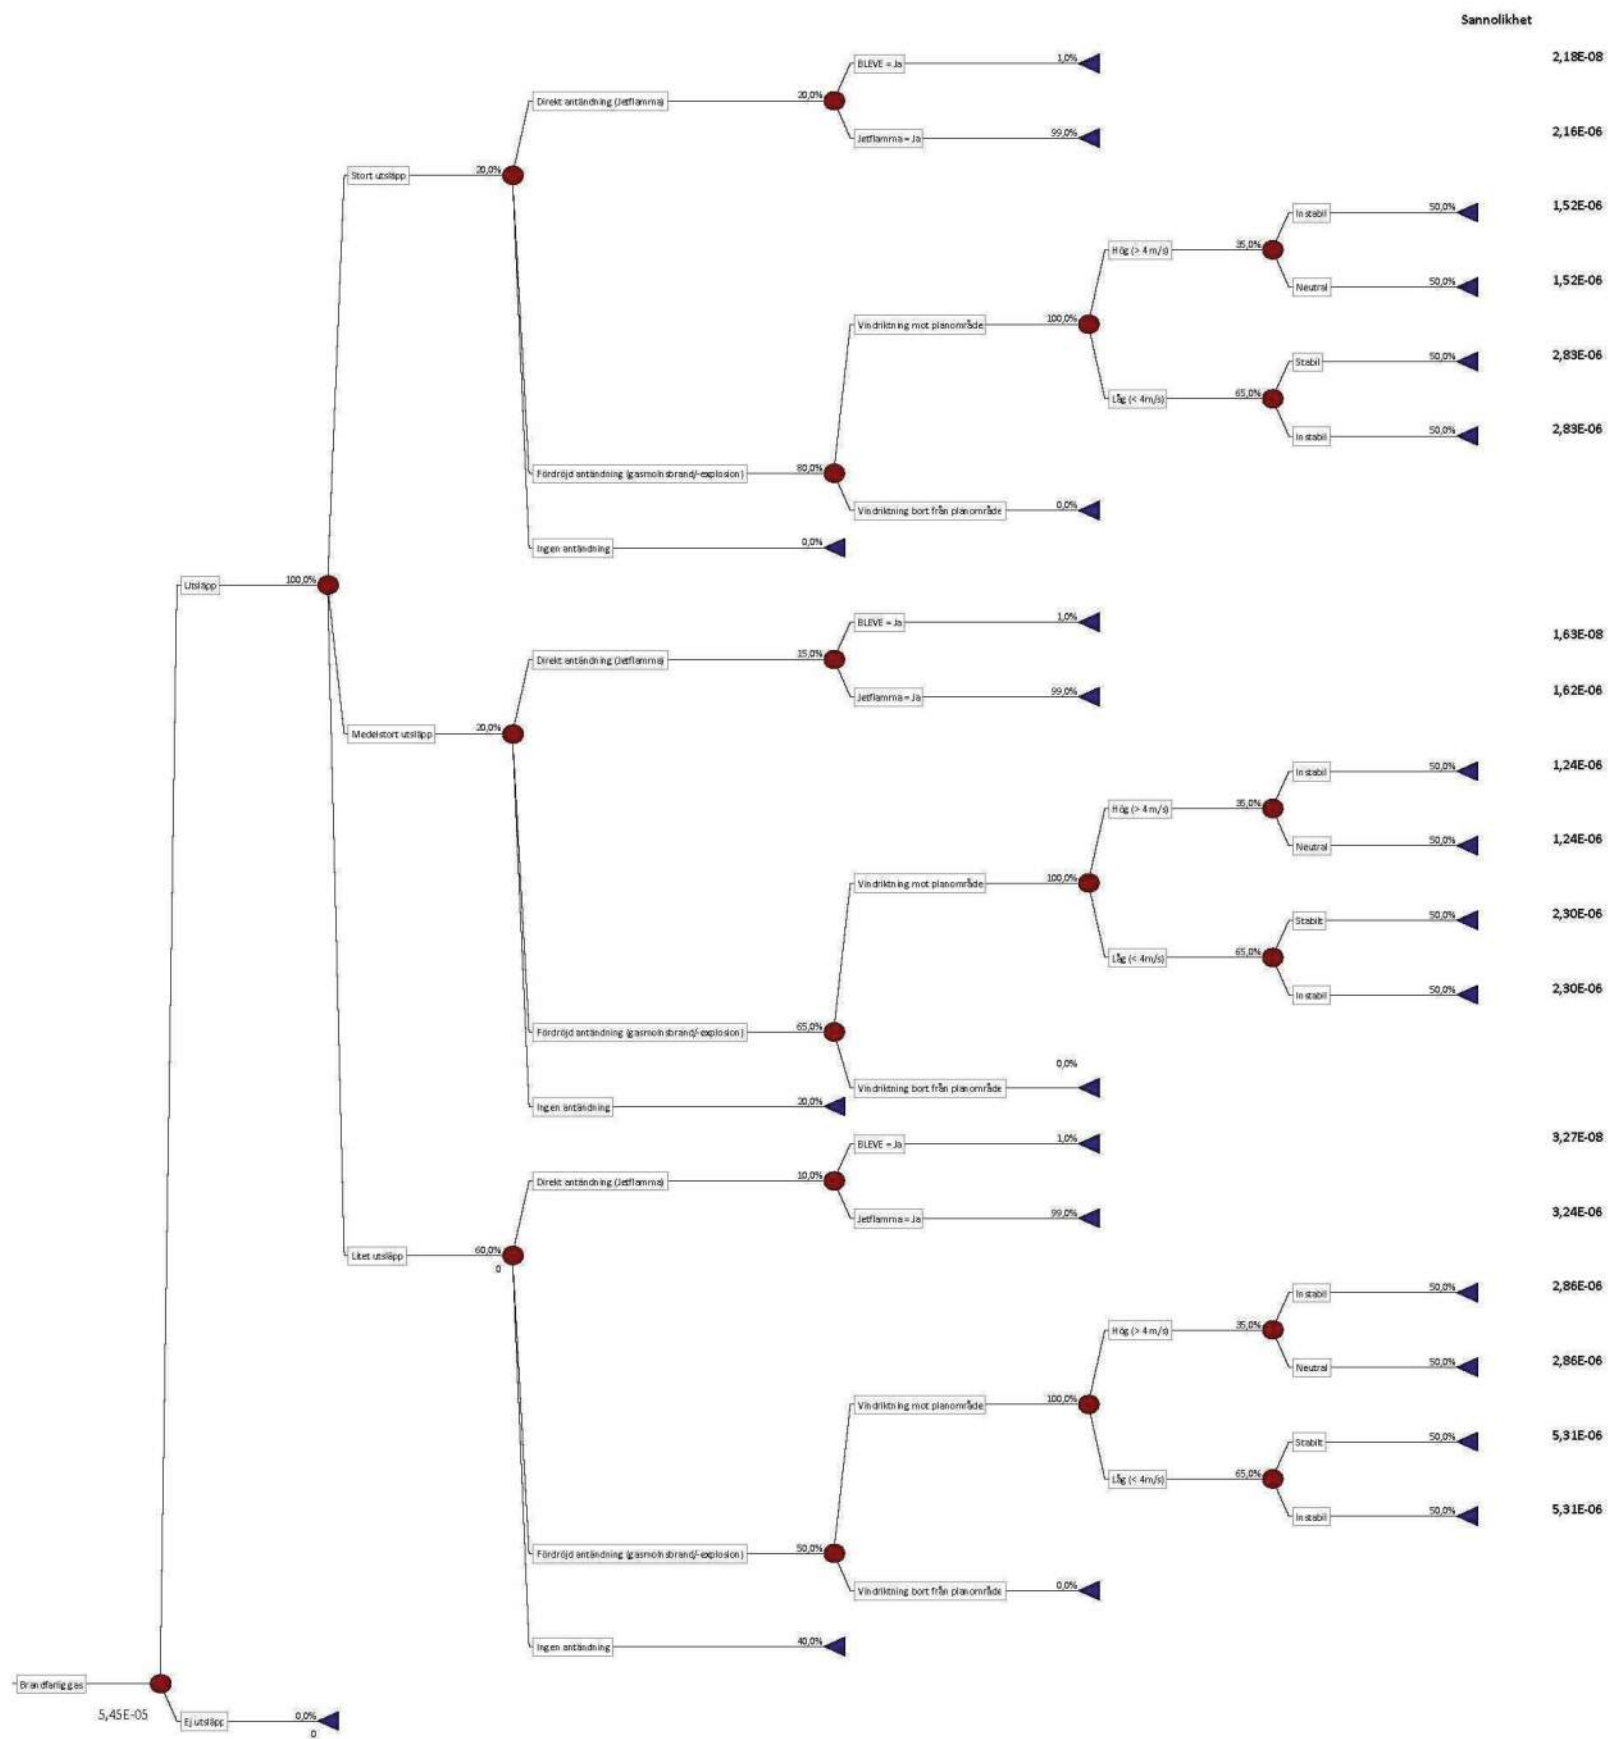 Sannolikhet
BLEVE = Ja 1,0% 2,18E-08
Direkt antändning (Jetflamma) 20,0%
Jetflamma = Ja 99,0% 2,16E-06
Stort utsläpp 20,0%
Instabil 50,0% 1,52E-06
Hög (> 4 m/s) 35,0%
Neutral 50,0% 1,52E-06
Vindriktning mot planområde 100,0%
Stabil 50,0% 2,83E-06
Låg (< 4m/s) 65,0%
Instabil 50,0% 2,83E-06
Fördröjd antändning (gasmolnsbrand/-explosion) 80,0%
Vindriktning bort från planområde 0,0%
Ingen antändning 0,0%
Utsläpp 100,0%
BLEVE = Ja 1,0%
1,63E-08
Direkt antändning (Jetflamma) 15,0%
Jetflamma = Ja 99,0% 1,62E-06
Medelstort utsläpp 20,0%
Instabil 50,0% 1,24E-06
Hög (> 4 m/s) 35,0%
Neutral 50,0% 1,24E-06
Vindriktning mot planområde 100,0%
Stabilt 50,0% 2,30E-06
Låg (< 4m/s) 65,0%
Instabil 50,0% 2,30E-06
Fördröjd antändning (gasmolnsbrand/-explosion) 65,0%
0,0%
Vindriktning bort från planområde
Ingen antändning 20,0%
BLEVE = Ja 1,0% 3,27E-08
Direkt antändning (Jetflamma) 10,0%
Jetflamma = Ja 99,0% 3,24E-06
Litet utsläpp 60,0%
0
Instabil 50,0% 2,86E-06
Hög (> 4 m/s) 35,0%
Neutral 50,0% 2,86E-06
Vindriktning mot planområde 100,0%
Stabilt 50,0% 5,31E-06
Låg (< 4m/s) 65,0%
Instabil 50,0% 5,31E-06
Fördröjd antändning (gasmolnsbrand/-explosion) 50,0%
Vindriktning bort från planområde 0,0%
Ingen antändning 40,0%
Brandfarlig gas
5,45E-05
Ej utsläpp 0,0%
0